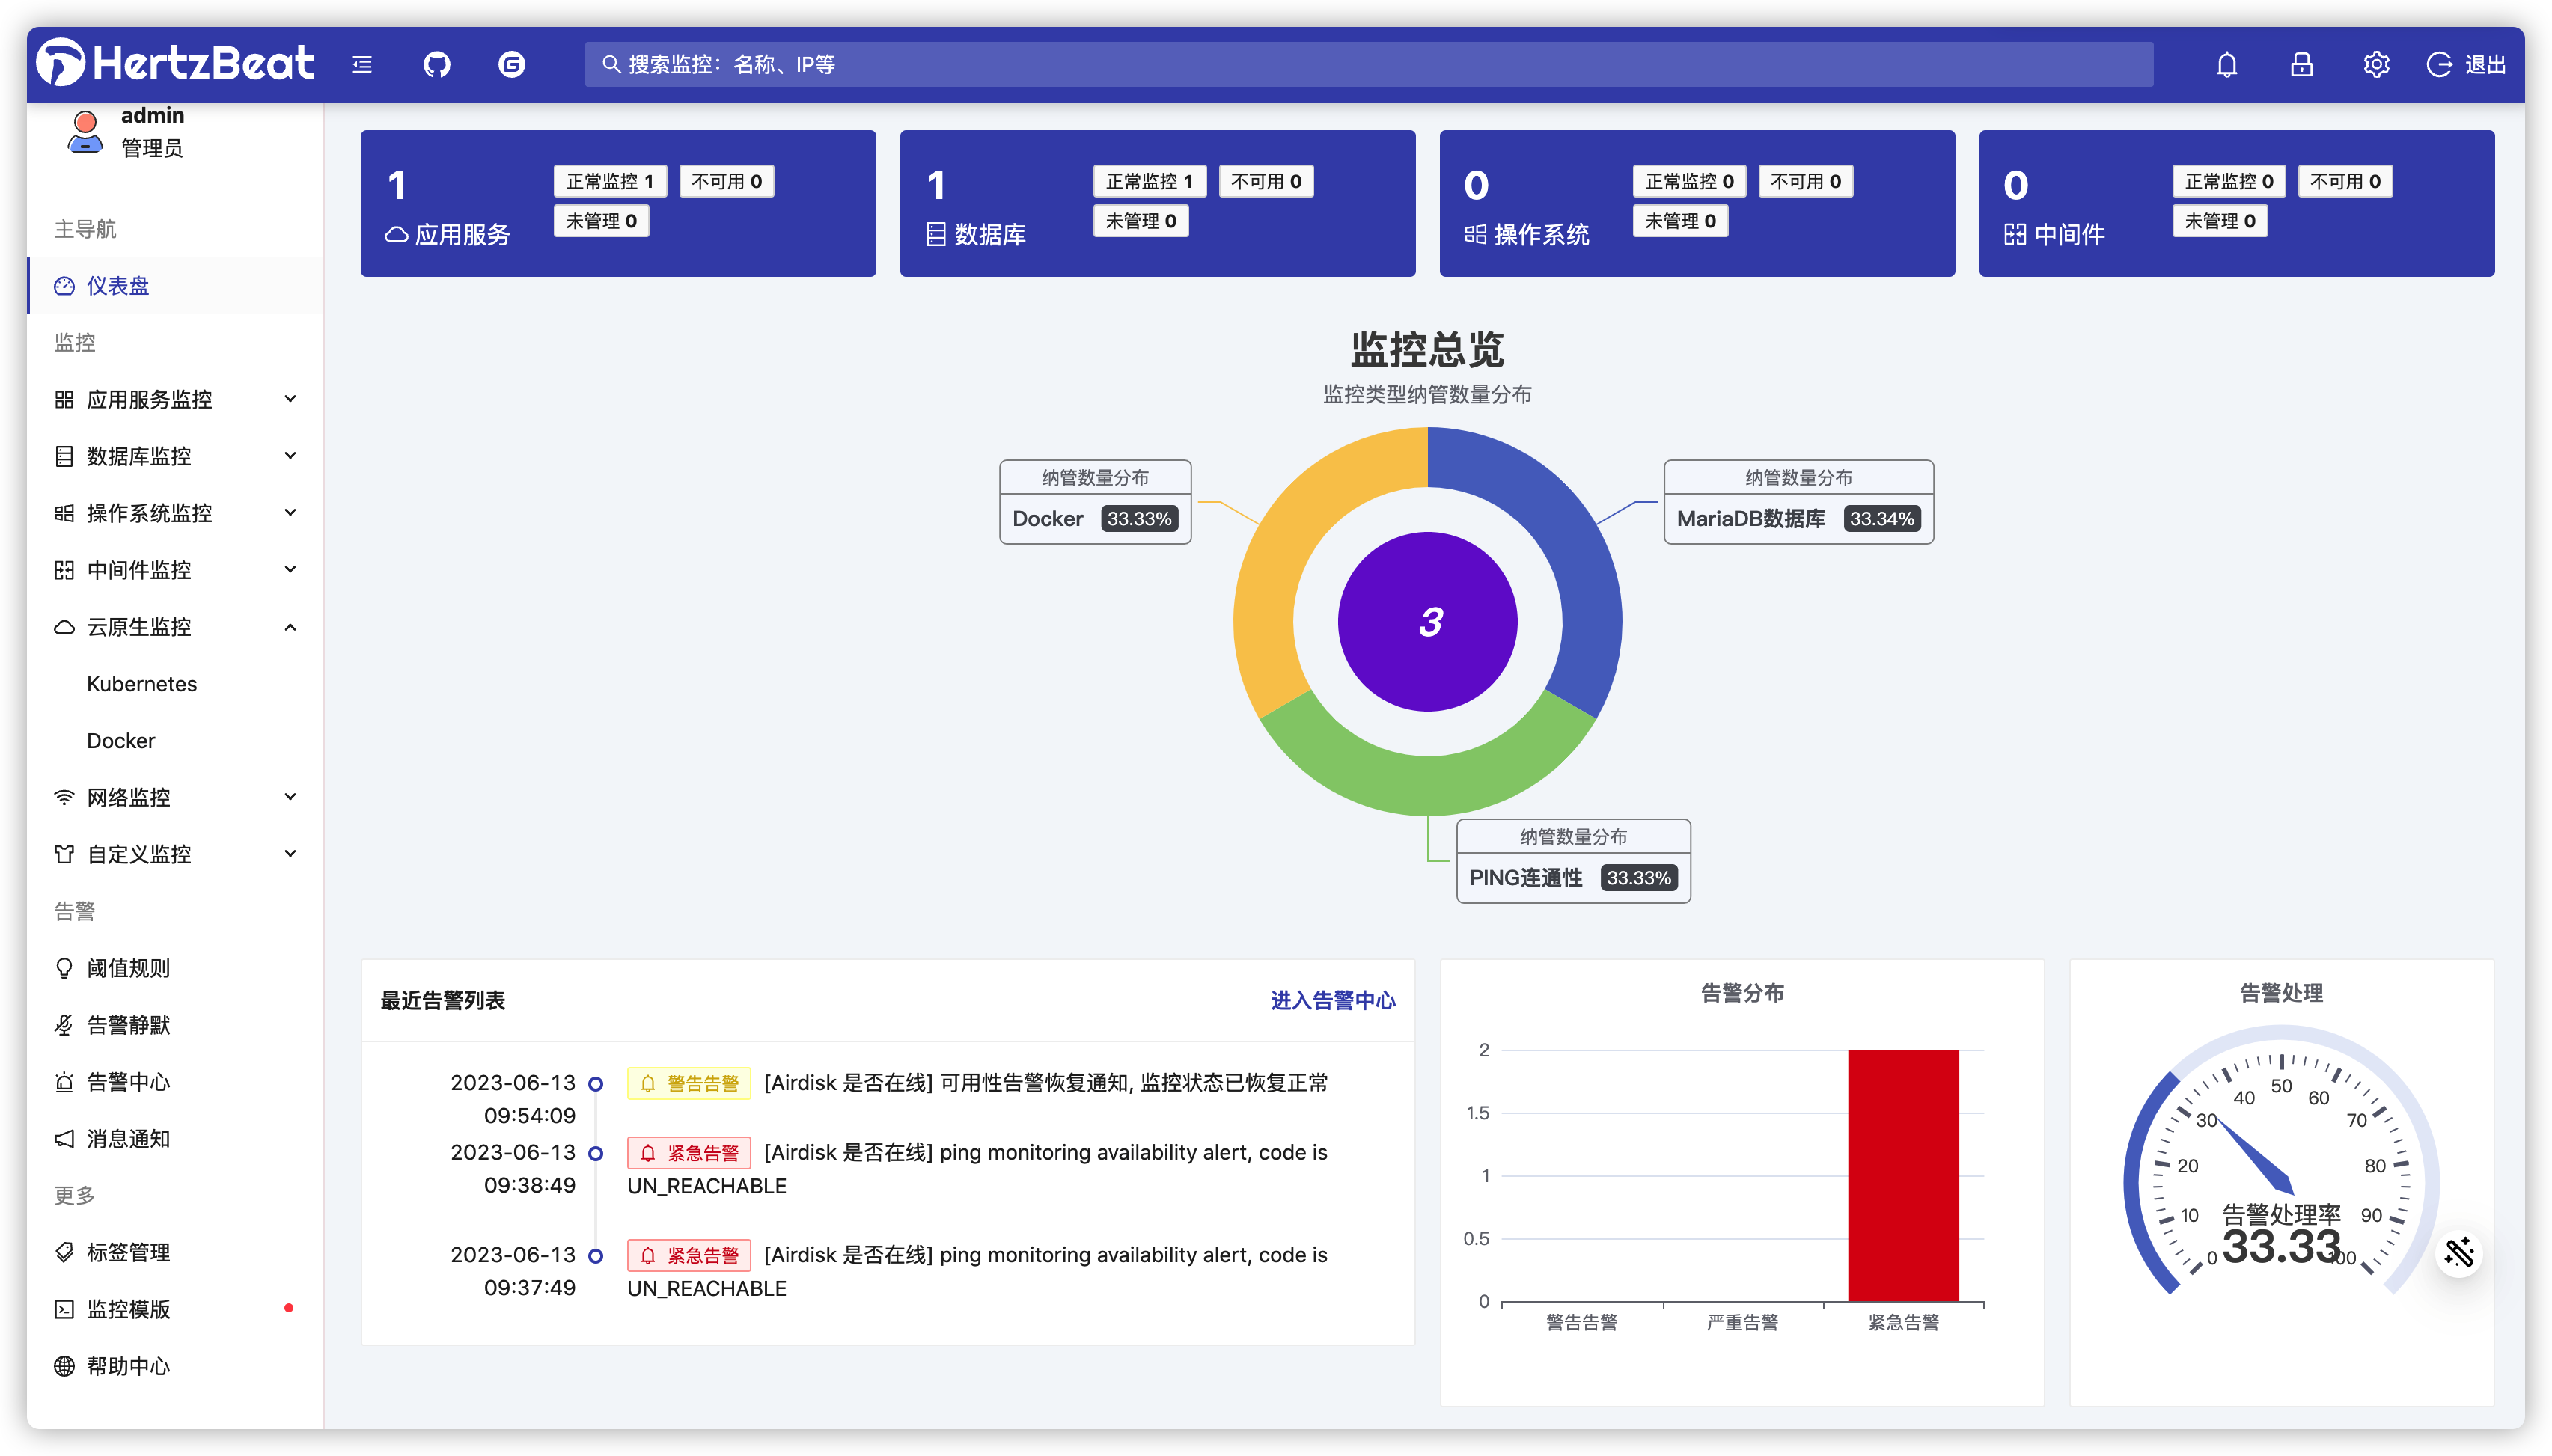 HertzBeat
搜索监控：名称、IP等
退出
admin
管理员
主导航
仪表盘
监控
应用服务监控
数据库监控
操作系统监控
中间件监控
云原生监控
Kubernetes
Docker
网络监控
自定义监控
告警
阈值规则
告警静默
告警中心
消息通知
更多
标签管理
监控模版
帮助中心
1
应用服务
正常监控 1
不可用 0
未管理 0
1
数据库
正常监控 1
不可用 0
未管理 0
0
操作系统
正常监控 0
不可用 0
未管理 0
0
中间件
正常监控 0
不可用 0
未管理 0
监控总览
监控类型纳管数量分布
纳管数量分布
Docker 33.33%
纳管数量分布
MariaDB数据库 33.34%
3
纳管数量分布
PING连通性 33.33%
最近告警列表
进入告警中心
2023-06-13
09:54:09
警告告警 [Airdisk 是否在线] 可用性告警恢复通知, 监控状态已恢复正常
2023-06-13
09:38:49
紧急告警 [Airdisk 是否在线] ping monitoring availability alert, code is
UN_REACHABLE
2023-06-13
09:37:49
紧急告警 [Airdisk 是否在线] ping monitoring availability alert, code is
UN_REACHABLE
告警分布
2
1.5
1
0.5
0
警告告警
严重告警
紧急告警
告警处理
0
10
20
30
40
50
60
70
80
90
100
告警处理率
33.33